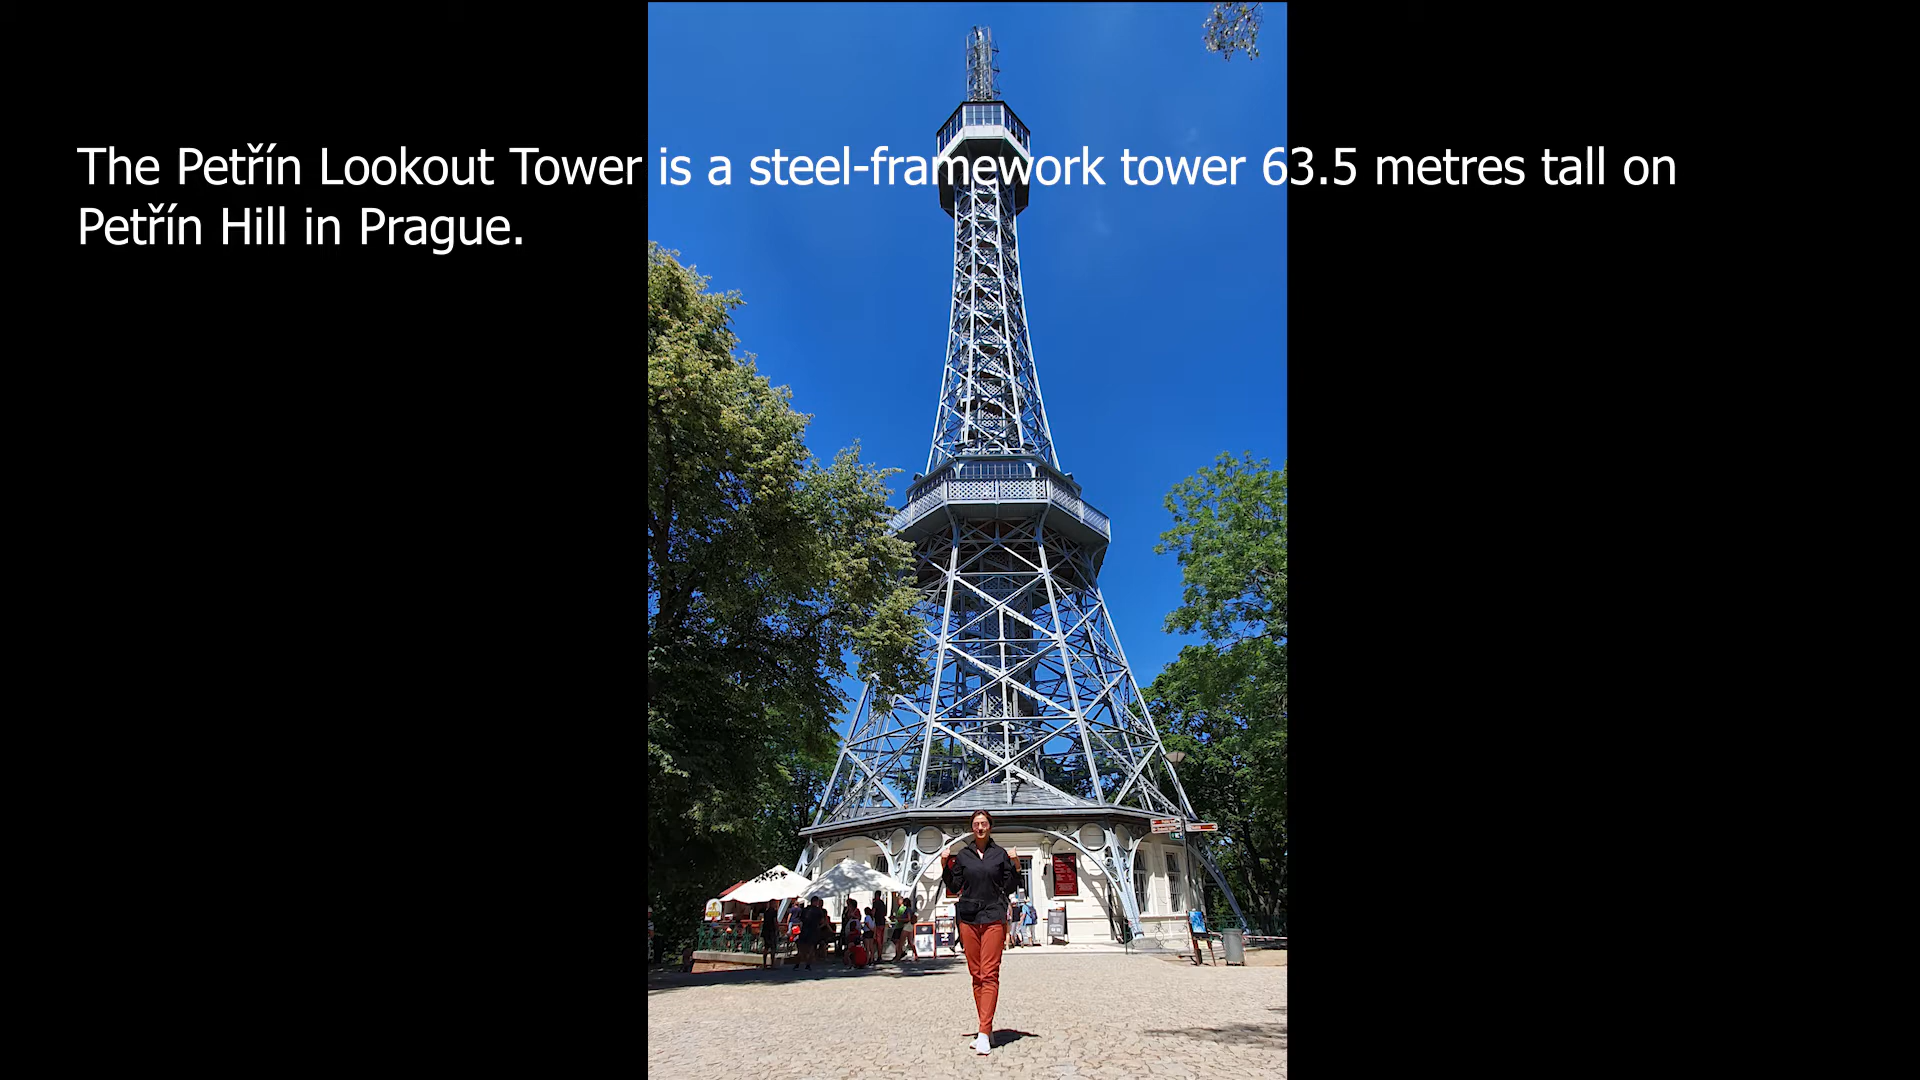 The Petřín Lookout Tower is a steel-framework tower 63.5 metres tall on
Petřín Hill in Prague.